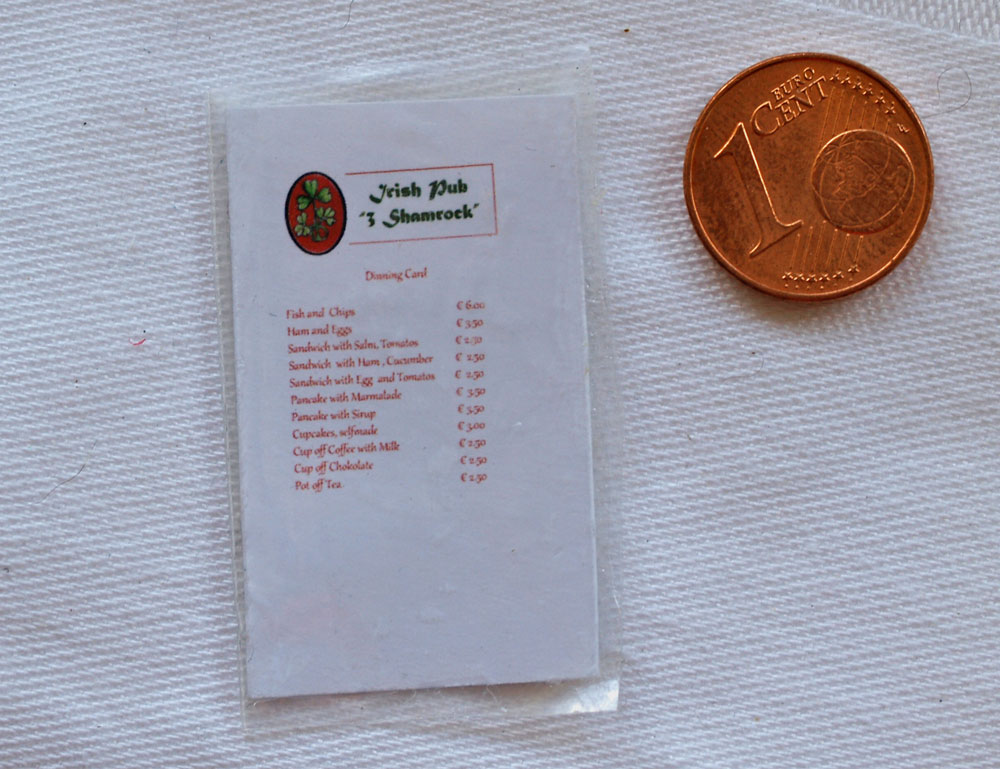 Irish Pub
"3 Shamrock"
Dinning Card
Fish and Chips € 6.00
Ham and Eggs € 3.50
Sandwich with Salm, Tomatos € 2.50
Sandwich with Ham , Cucumber € 2.50
Sandwich with Egg and Tomatos € 2.50
Pancake with Marmalade € 3.50
Pancake with Sirup € 3.50
Cupcakes, selfmade € 3.00
Cup off Coffee with Milk € 2.50
Cup off Chokolate € 2.50
Pot off Tea € 2.50
1
EURO
CENT